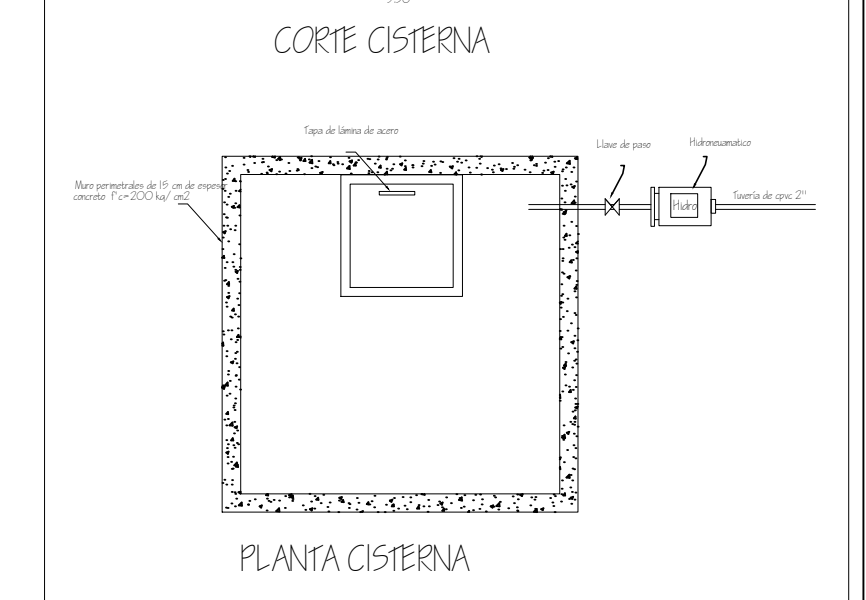 CORTE CISTERNA
Tapa de lámina de acero
Llave de paso
Hidroneuamatico
Muro perimetrales de 15 cm de espesor
concreto f'c=200 kg/ cm2
Tuvería de cpvc 2"
Hidro
PLANTA CISTERNA